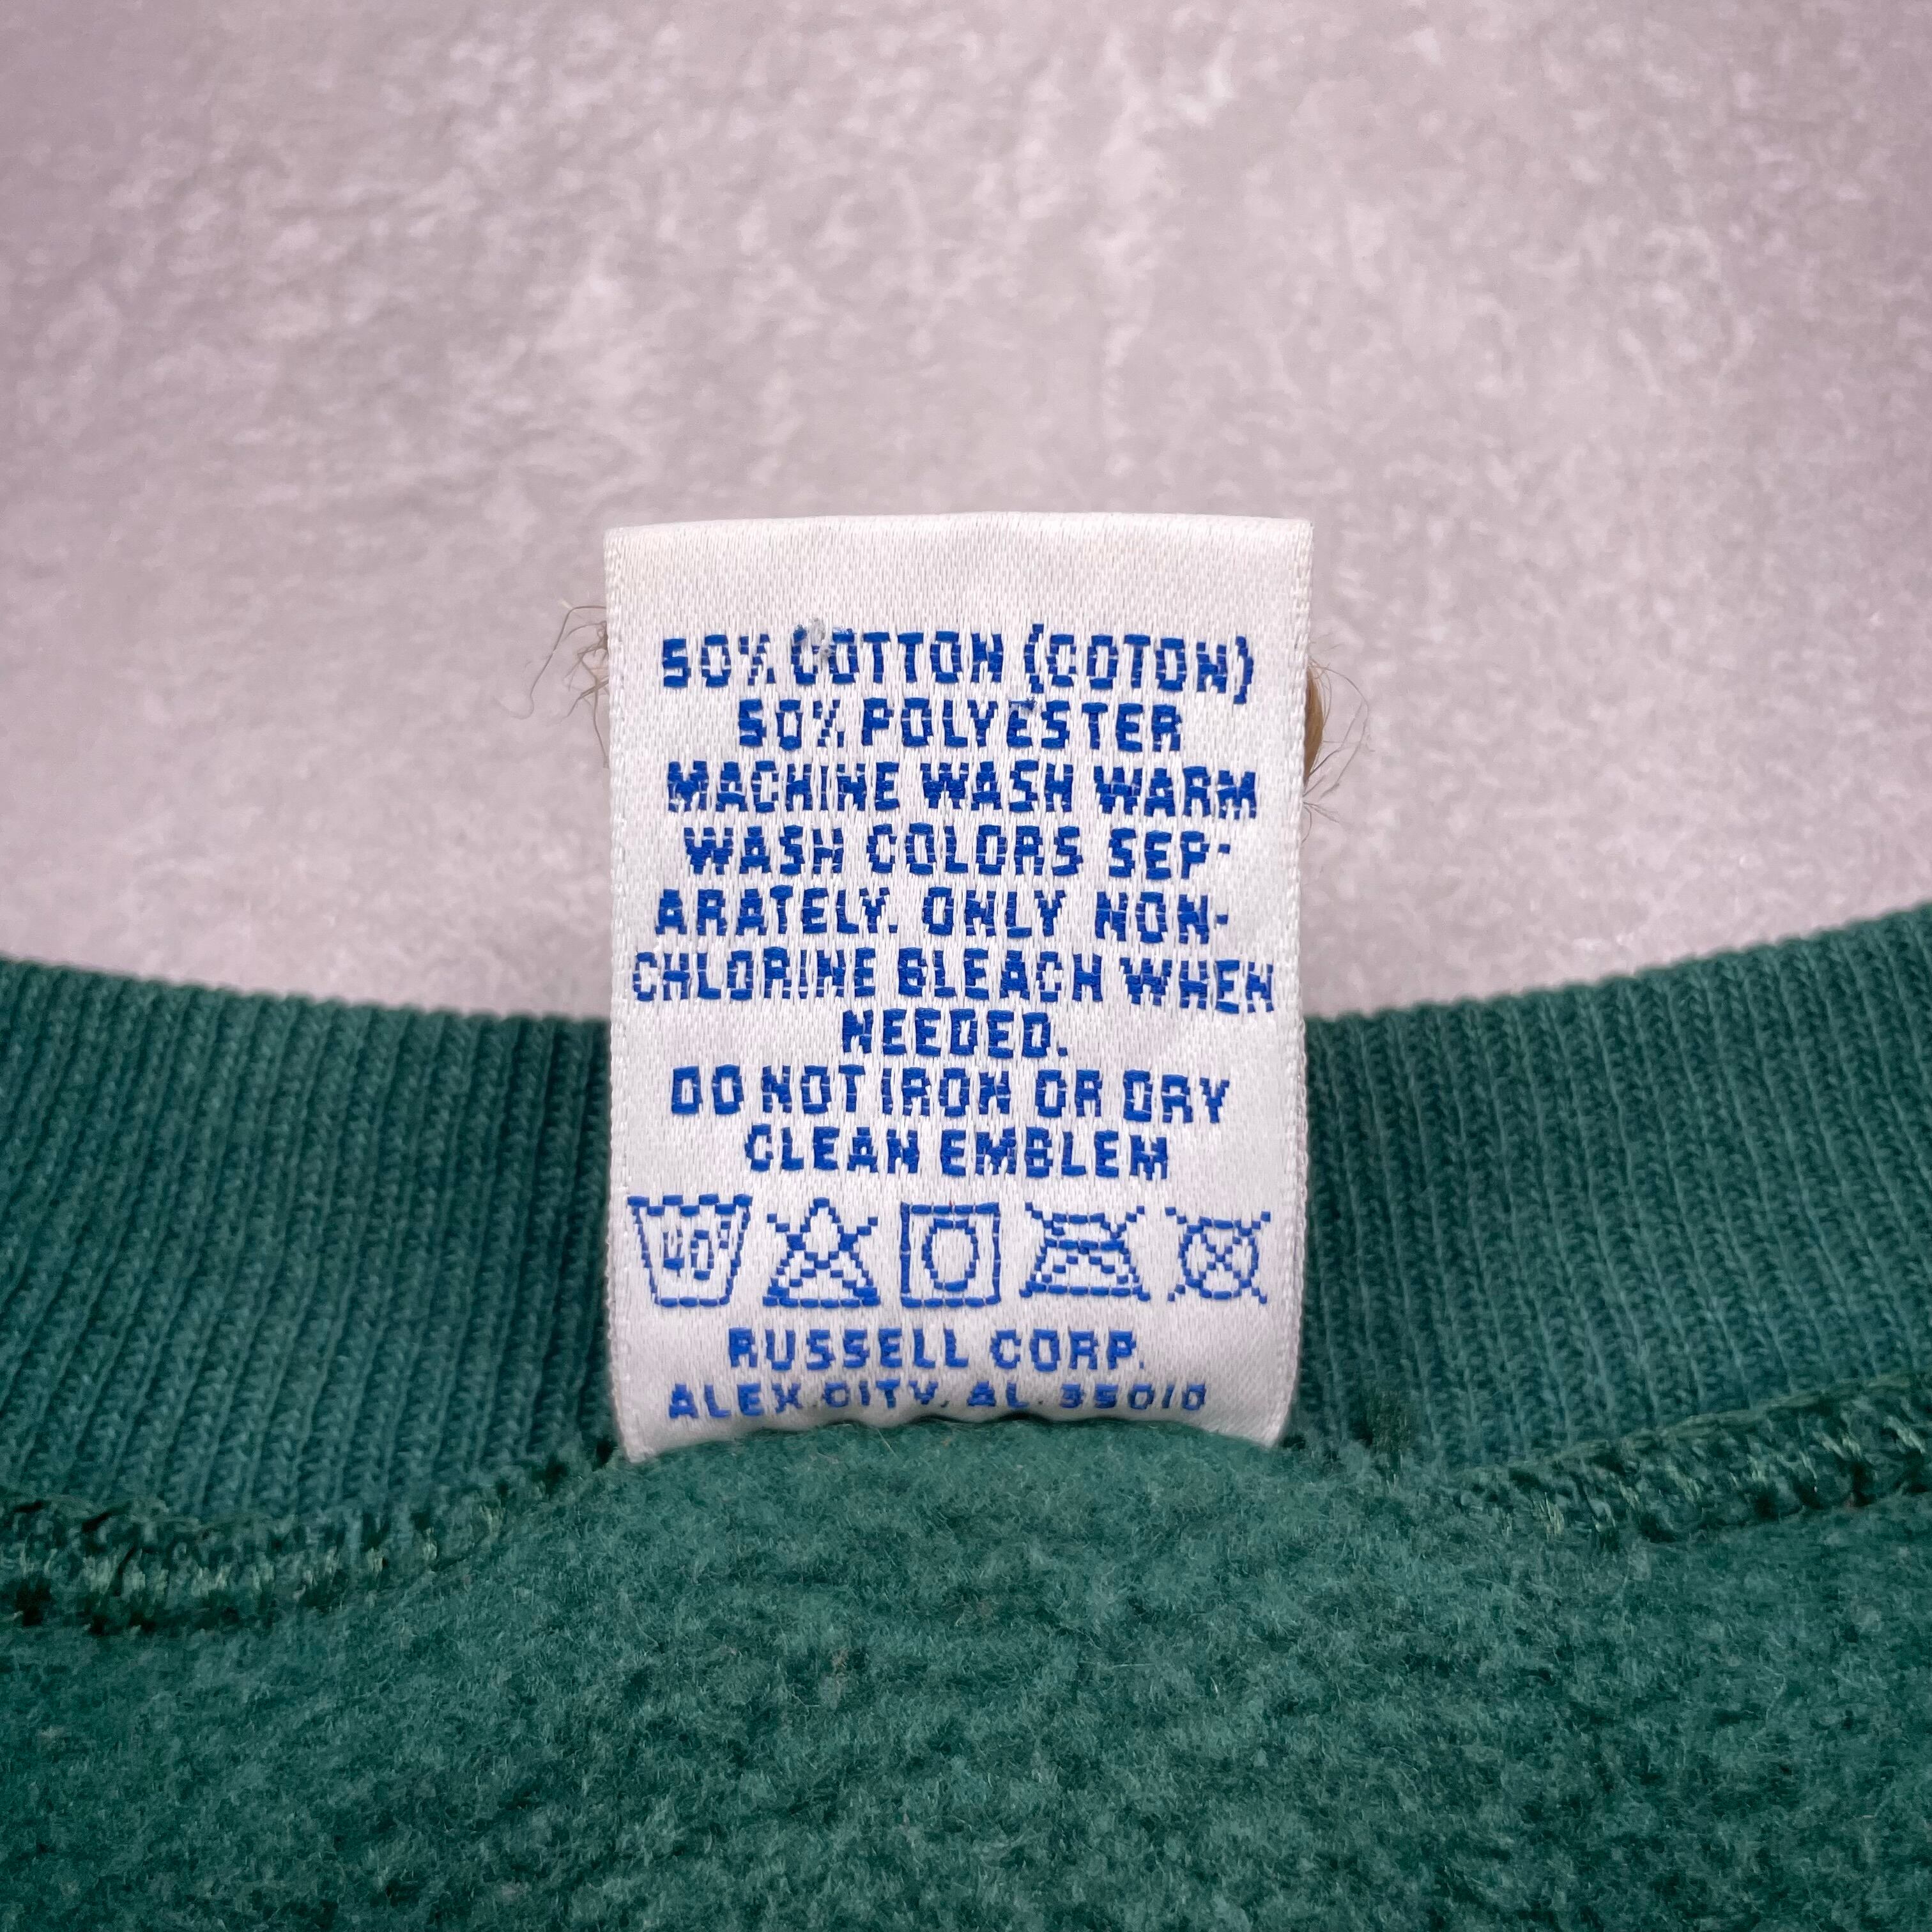 50% COTTON (COTON)
50% POLYESTER
MACHINE WASH WARM
WASH COLORS SEP-
ARATELY. ONLY NON-
CHLORINE BLEACH WHEN
NEEDED.
DO NOT IRON OR DRY
CLEAN EMBLEM
40°
RUSSELL CORP.
ALEX.CITY, AL. 35010